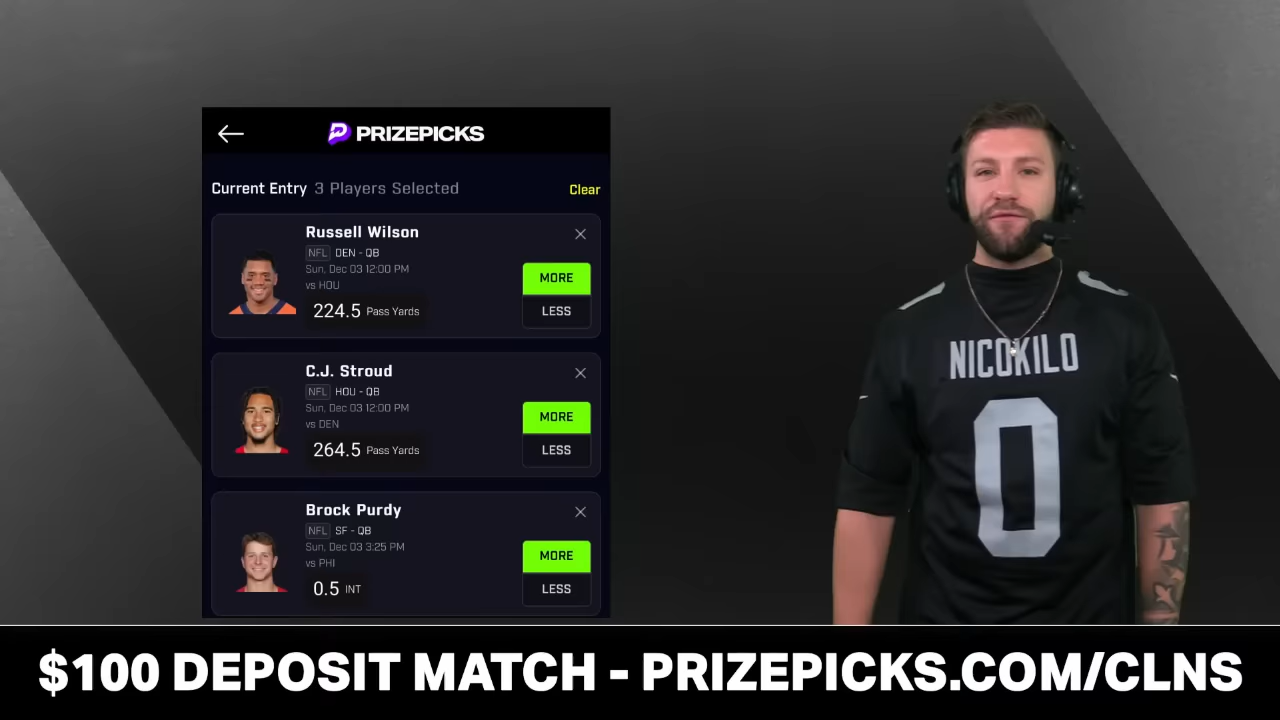 PRIZEPICKS
Current Entry 3 Players Selected Clear
Russell Wilson
NFL DEN - QB
Sun, Dec 03 12:00 PM
vs HOU
224.5 Pass Yards
MORE
LESS
C.J. Stroud
NFL HOU - QB
Sun, Dec 03 12:00 PM
vs DEN
264.5 Pass Yards
MORE
LESS
Brock Purdy
NFL SF - QB
Sun, Dec 03 3:25 PM
vs PHI
0.5 INT
MORE
LESS
NICOKILO
0
$100 DEPOSIT MATCH - PRIZEPICKS.COM/CLNS